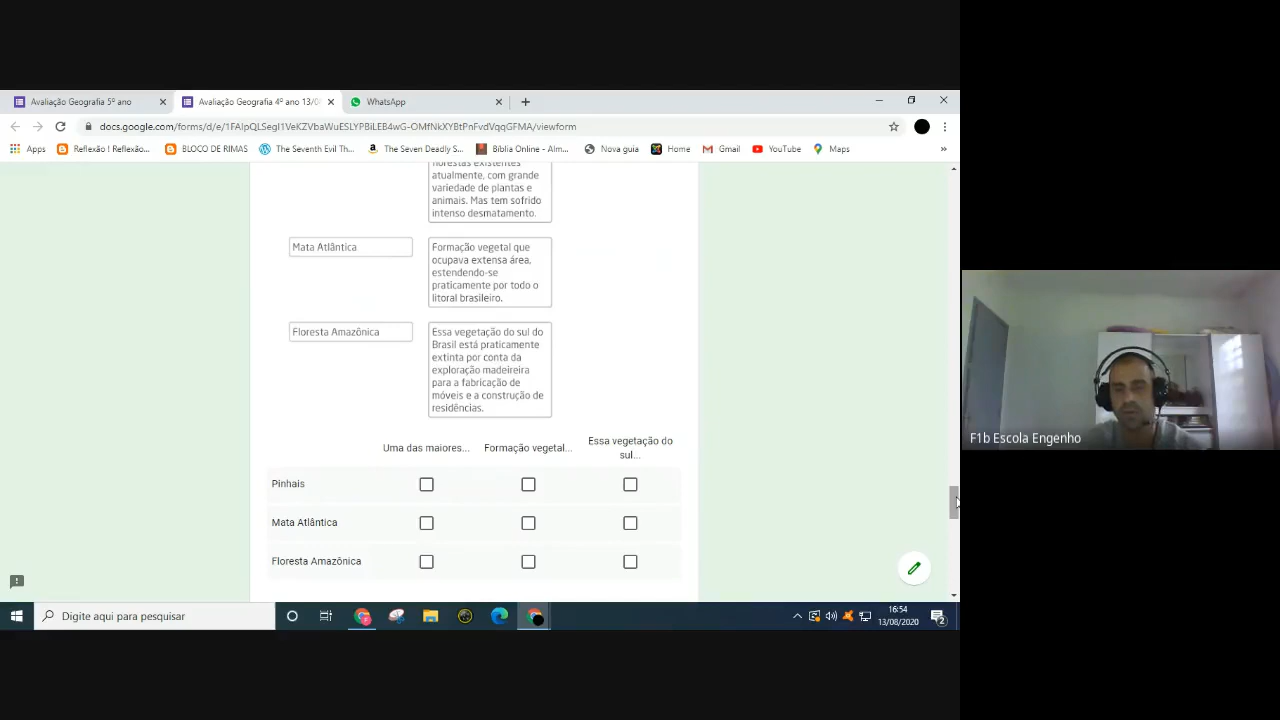 Avaliação Geografia 5º ano
Avaliação Geografia 4º ano 13/0
WhatsApp
docs.google.com/forms/d/e/1FAIpQLSegI1VeKZVbaWuESLYPBiLEB4wG-OMfNkXYBtPnFvdVqqGFMA/viewform
Apps
Reflexão ! Reflexão...
BLOCO DE RIMAS
The Seventh Evil Th...
The Seven Deadly S...
Bíblia Online - Alm...
Nova guia
Home
Gmail
YouTube
Maps
»
florestas existentes
atualmente, com grande
variedade de plantas e
animais. Mas tem sofrido
intenso desmatamento.
Mata Atlântica
Formação vegetal que
ocupava extensa área,
estendendo-se
praticamente por todo o
litoral brasileiro.
Floresta Amazônica
Essa vegetação do sul do
Brasil está praticamente
extinta por conta da
exploração madeireira
para a fabricação de
móveis e a construção de
residências.
Uma das maiores...
Formação vegetal...
Essa vegetação do
sul...
Pinhais
Mata Atlântica
Floresta Amazônica
F1b Escola Engenho
Digite aqui para pesquisar
16:54
13/08/2020
2